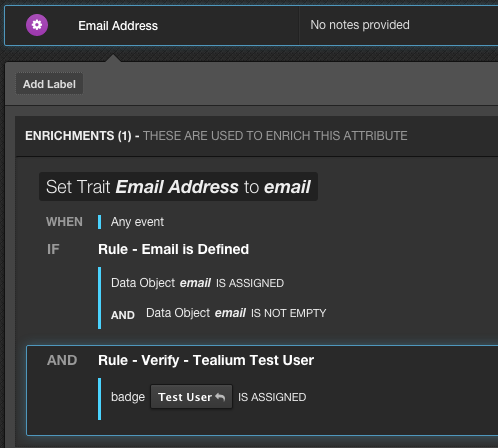 Email Address No notes provided
Add Label
ENRICHMENTS (1) - THESE ARE USED TO ENRICH THIS ATTRIBUTE
Set Trait Email Address to email
WHEN Any event
IF Rule - Email is Defined
Data Object email IS ASSIGNED
AND Data Object email IS NOT EMPTY
AND Rule - Verify - Tealium Test User
badge Test User IS ASSIGNED